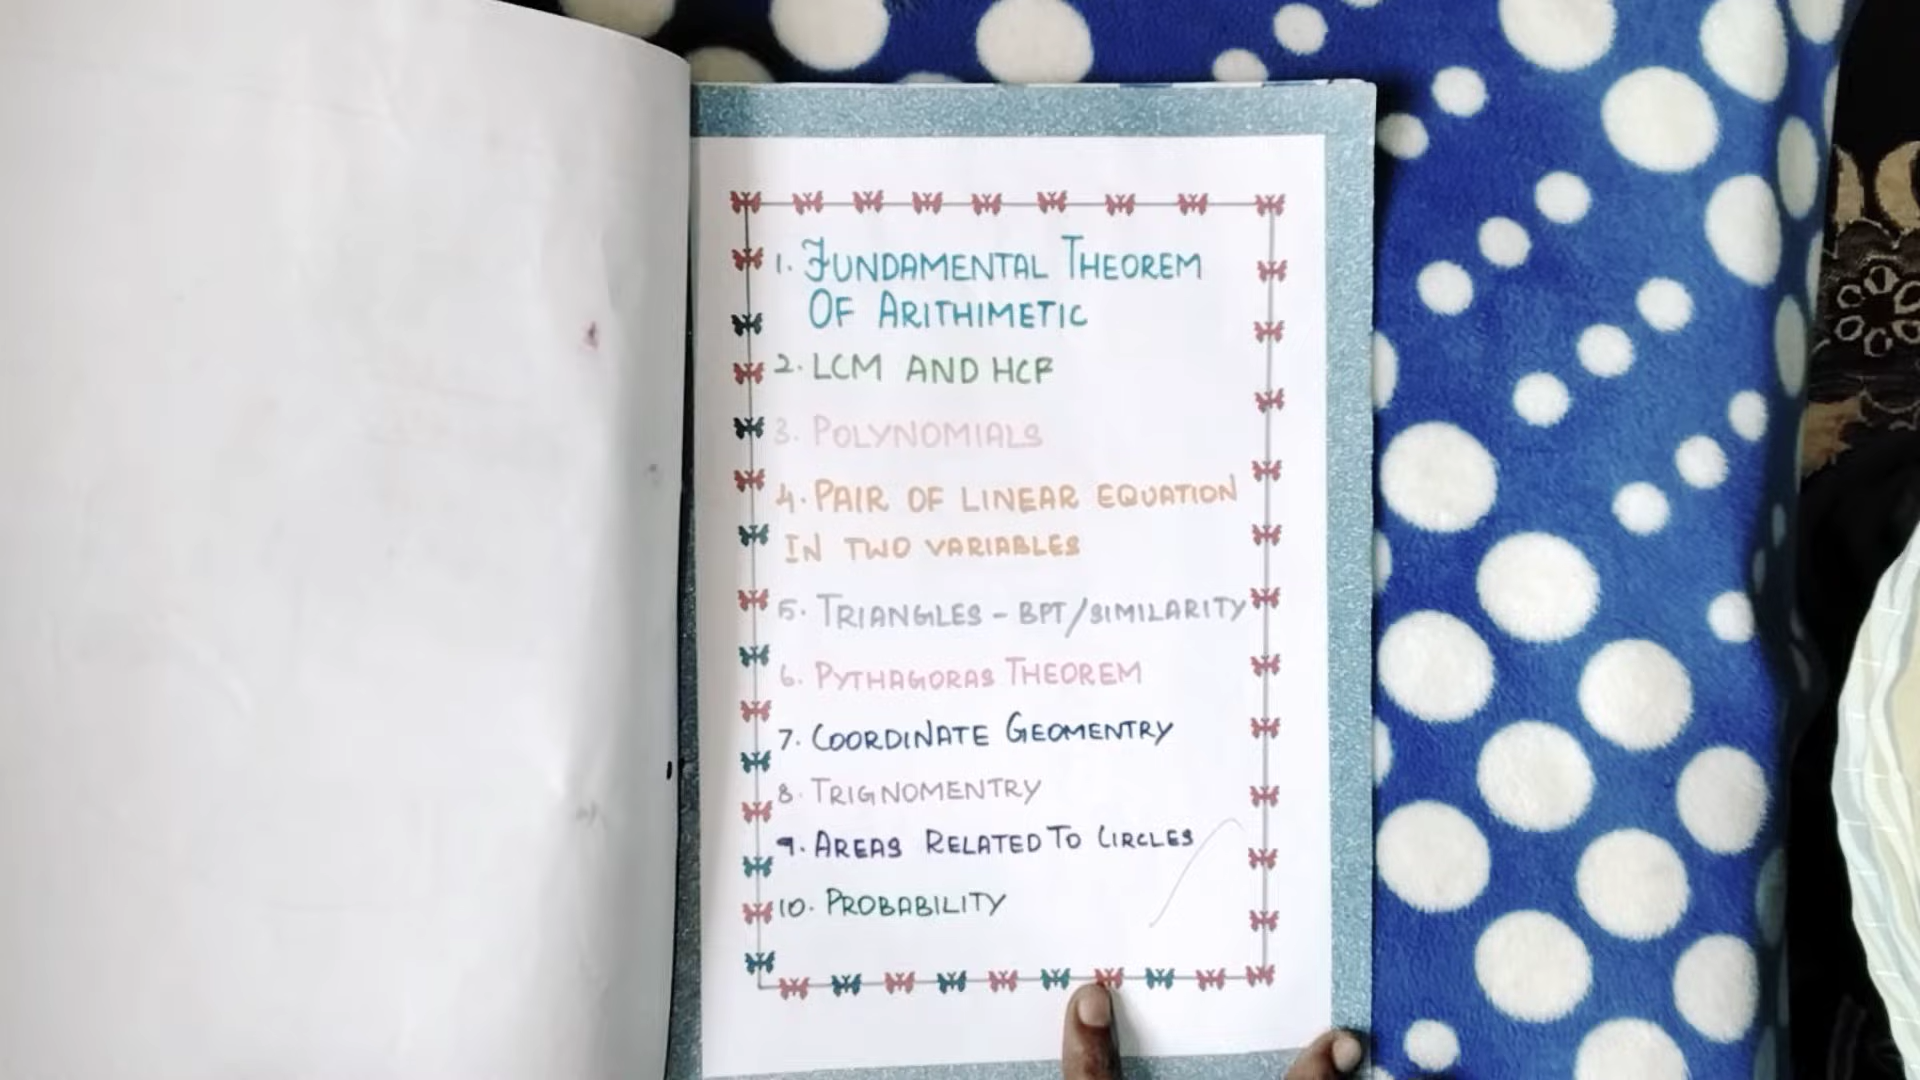 1. FUNDAMENTAL THEOREM
OF ARITHIMETIC
2. LCM AND HCF
3. POLYNOMIALS
4. PAIR OF LINEAR EQUATION
IN TWO VARIABLES
5. TRIANGLES - BPT/SIMILARITY
6. PYTHAGORAS THEOREM
7. COORDINATE GEOMENTRY
8. TRIGNOMENTRY
9. AREAS RELATED TO CIRCLES
10. PROBABILITY